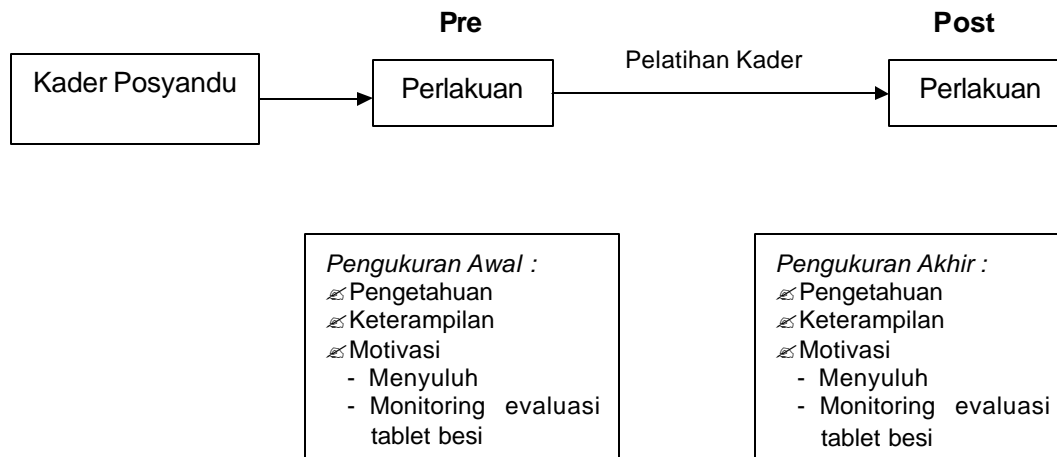 Pre
Post
Pelatihan Kader
Kader Posyandu
Perlakuan
Perlakuan
Pengukuran Awal :
Pengetahuan
Keterampilan
Motivasi
- Menyuluh
- Monitoring evaluasi
tablet besi
Pengukuran Akhir :
Pengetahuan
Keterampilan
Motivasi
- Menyuluh
- Monitoring evaluasi
tablet besi